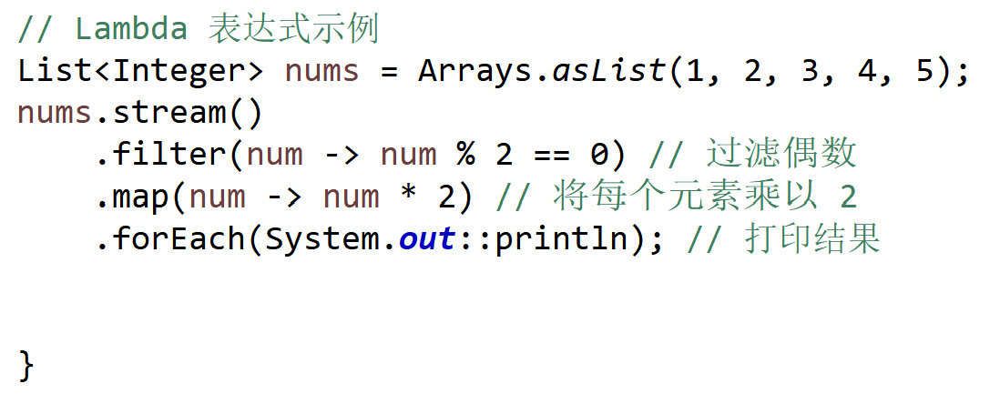 // Lambda 表达式示例
List<Integer> nums = Arrays.asList(1, 2, 3, 4, 5);
nums.stream()
    .filter(num -> num % 2 == 0) // 过滤偶数
    .map(num -> num * 2) // 将每个元素乘以 2
    .forEach(System.out::println); // 打印结果
}